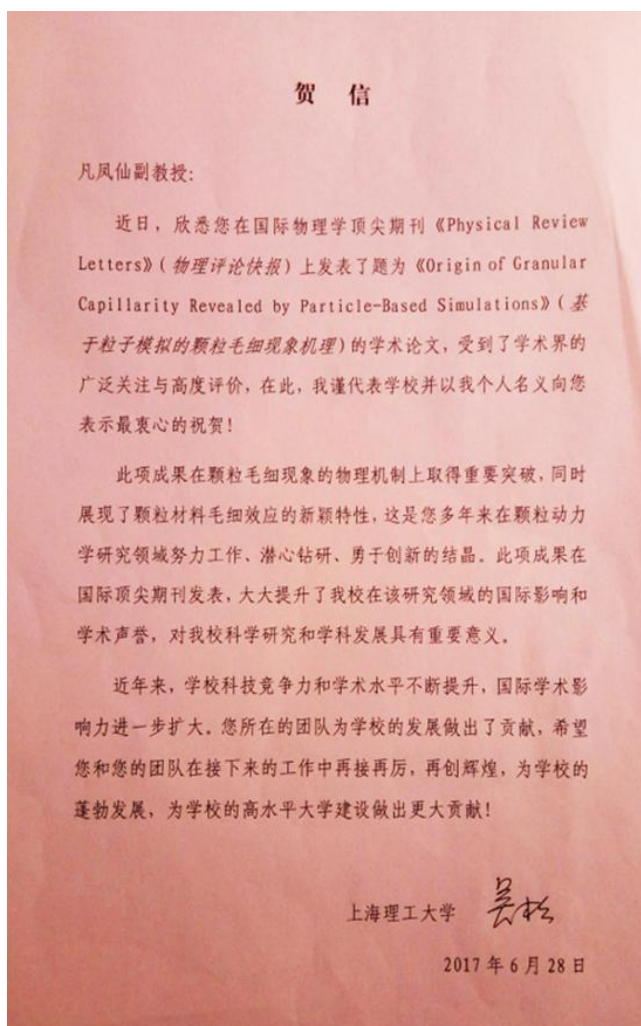 贺 信
凡凤仙副教授:
近日，欣悉您在国际物理学顶尖期刊《Physical Review
Letters》(物理评论快报)上发表了题为《Origin of Granular
Capillarity Revealed by Particle-Based Simulations》(基
于粒子模拟的颗粒毛细现象机理)的学术论文，受到了学术界的
广泛关注与高度评价，在此，我谨代表学校并以我个人名义向您
表示最衷心的祝贺!
此项成果在颗粒毛细现象的物理机制上取得重要突破，同时
展现了颗粒材料毛细效应的新颖特性，这是您多年来在颗粒动力
学研究领域努力工作、潜心钻研、勇于创新的结晶。此项成果在
国际顶尖期刊发表，大大提升了我校在该研究领域的国际影响和
学术声誉，对我校科学研究和学科发展具有重要意义。
近年来，学校科技竞争力和学术水平不断提升，国际学术影
响力进一步扩大。您所在的团队为学校的发展做出了贡献，希望
您和您的团队在接下来的工作中再接再厉，再创辉煌，为学校的
蓬勃发展，为学校的高水平大学建设做出更大贡献!
上海理工大学
2017 年 6 月 28 日